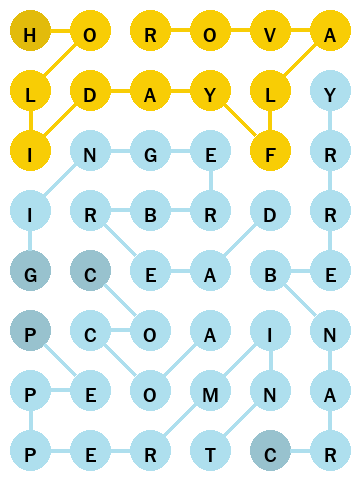 H O R O V A
L D A Y L Y
I N G E F R
I R B R D R
G C E A B E
P C O A I N
P E O M N A
P E R T C R